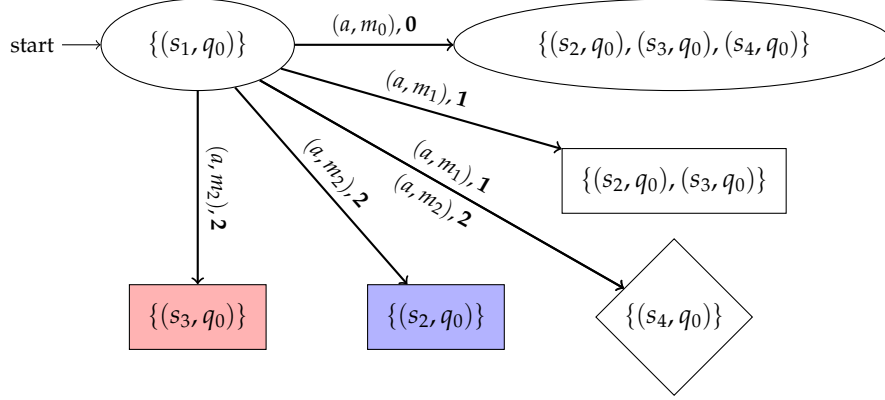 start
{(s₁, q₀)}
(a, m₀), 0
{(s₂, q₀), (s₃, q₀), (s₄, q₀)}
(a, m₁), 1
{(s₂, q₀), (s₃, q₀)}
(a, m₁), 1
(a, m₂), 2
(a, m₂), 2
(a, m₂), 2
{(s₃, q₀)}
{(s₂, q₀)}
{(s₄, q₀)}